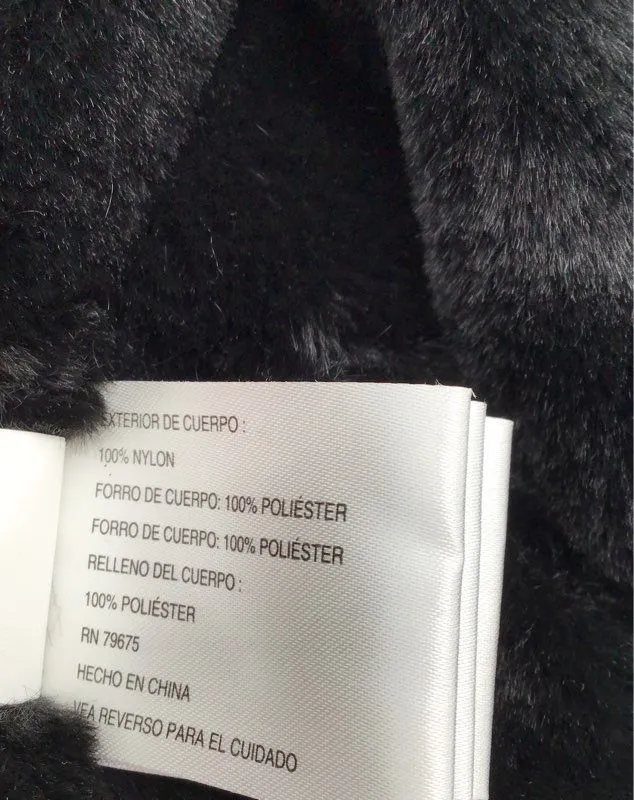 EXTERIOR DE CUERPO :
100% NYLON
FORRO DE CUERPO: 100% POLIÉSTER
FORRO DE CUERPO: 100% POLIÉSTER
RELLENO DEL CUERPO :
100% POLIÉSTER
RN 79675
HECHO EN CHINA
VEA REVERSO PARA EL CUIDADO